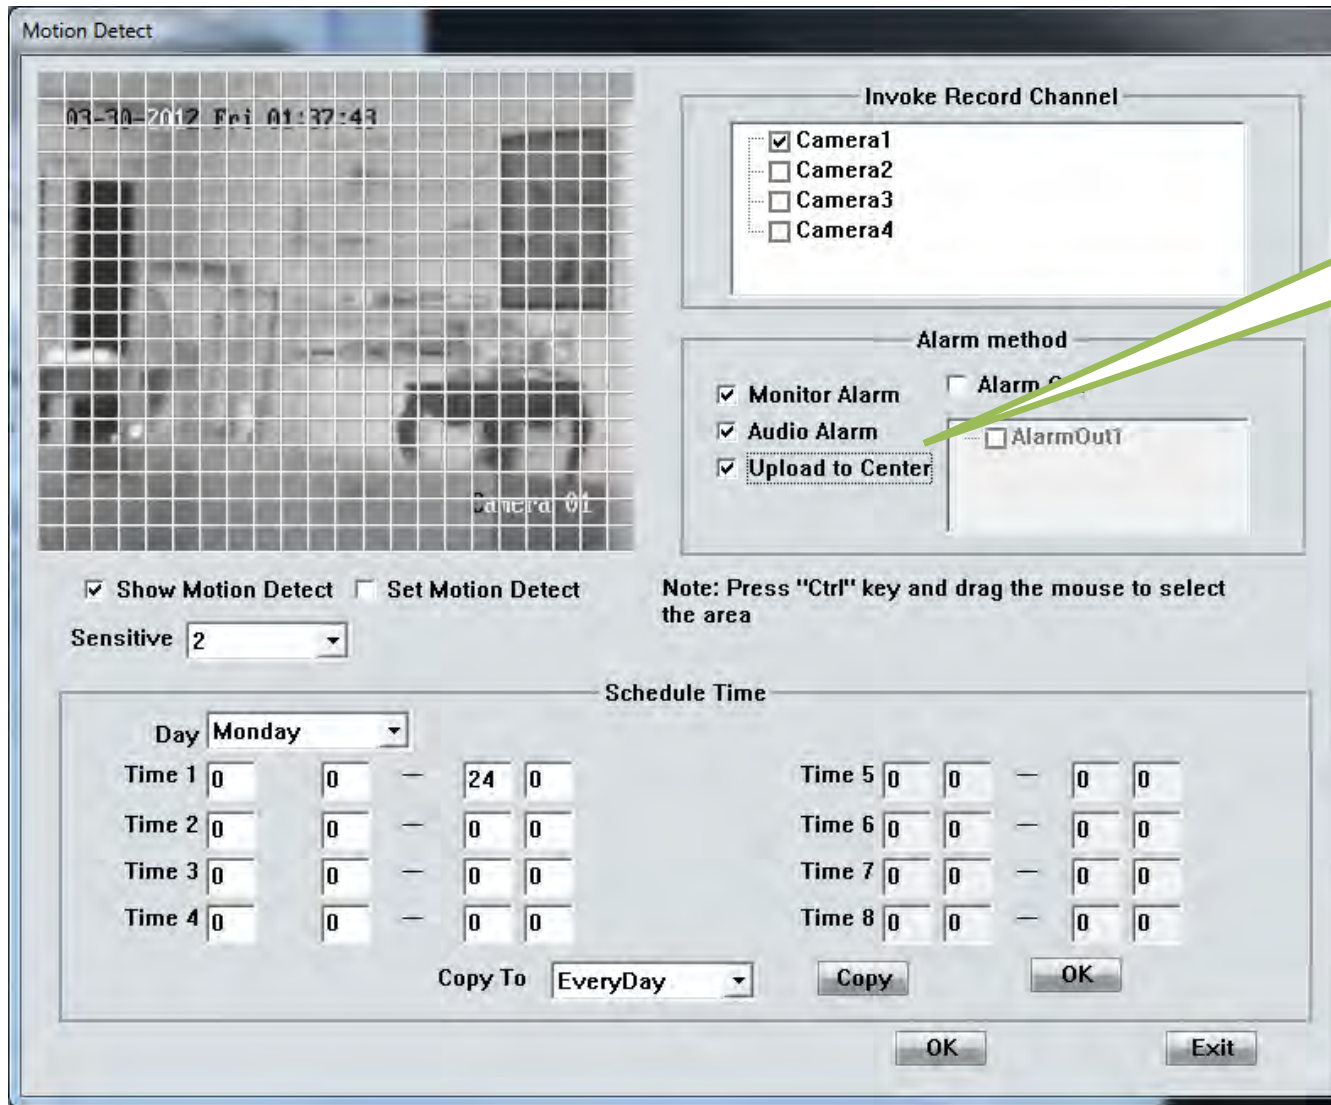 Motion Detect
03-30-2012 Fri 01:37:43
Camera 01
Invoke Record Channel
Camera1
Camera2
Camera3
Camera4
Alarm method
Monitor Alarm
Alarm
Audio Alarm
AlarmOut1
Upload to Center
Show Motion Detect Set Motion Detect
Note: Press "Ctrl" key and drag the mouse to select
the area
Sensitive 2
Schedule Time
Day Monday
Time 1 0 0 — 24 0 Time 5 0 0 — 0 0
Time 2 0 0 — 0 0 Time 6 0 0 — 0 0
Time 3 0 0 — 0 0 Time 7 0 0 — 0 0
Time 4 0 0 — 0 0 Time 8 0 0 — 0 0
Copy To EveryDay Copy OK
OK Exit